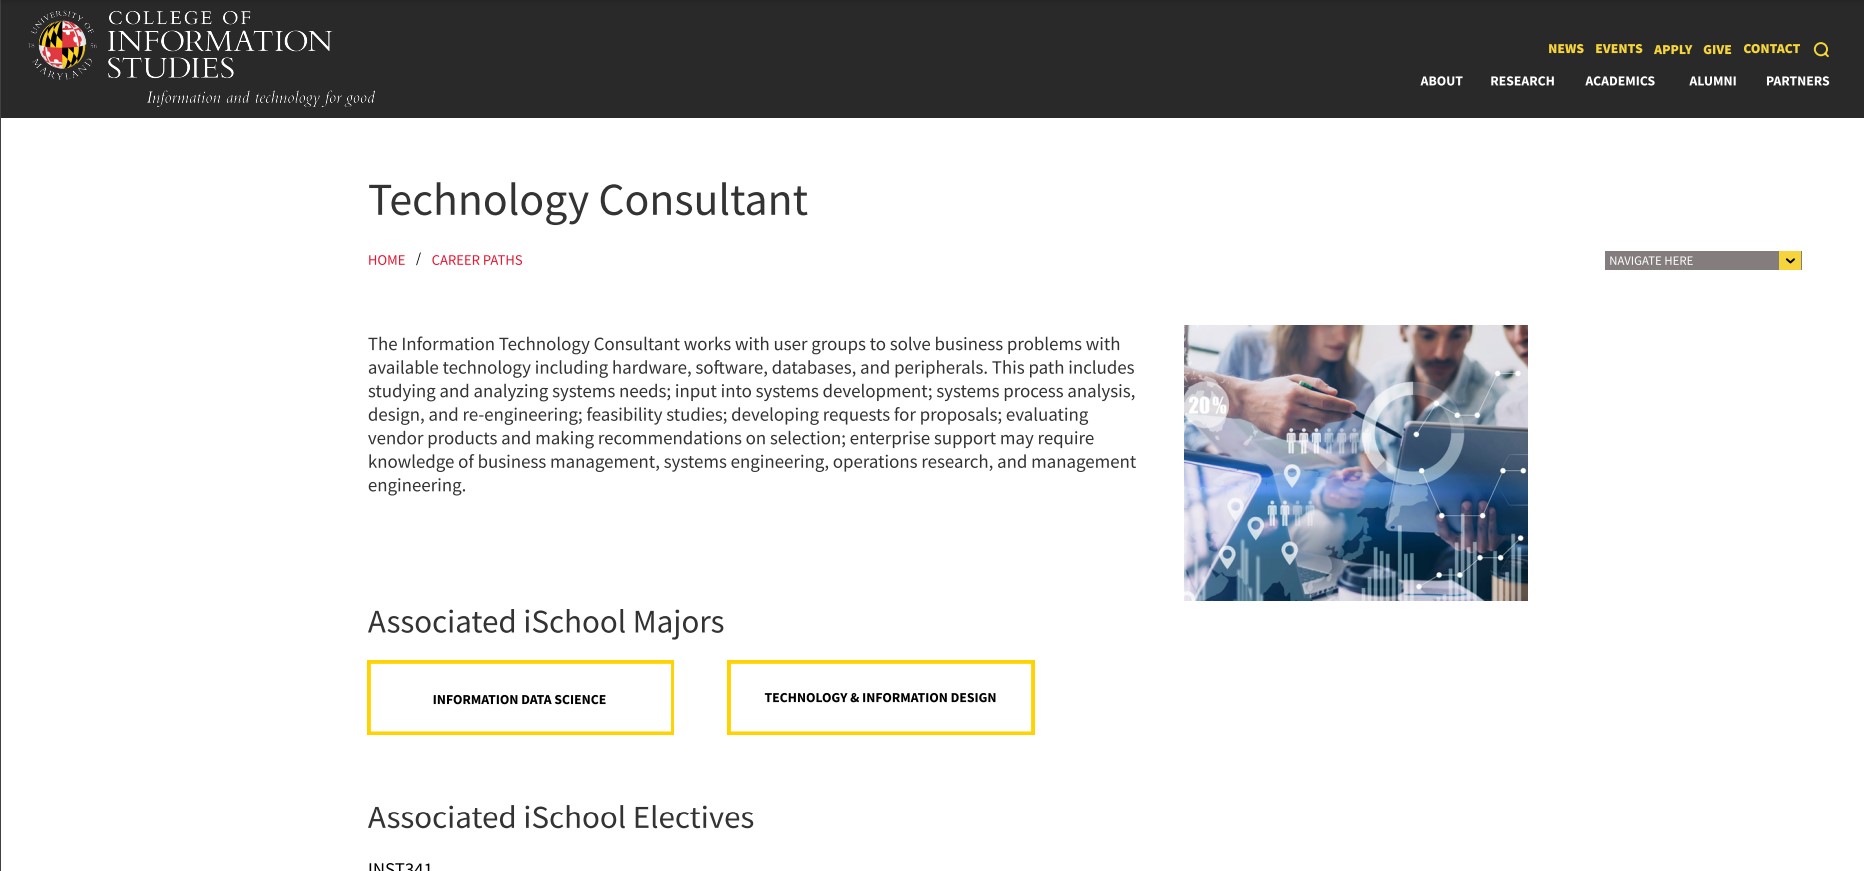 UNIVERSITY OF
18 56
MARYLAND
COLLEGE OF
INFORMATION
STUDIES
Information and technology for good
NEWS EVENTS APPLY GIVE CONTACT
ABOUT RESEARCH ACADEMICS ALUMNI PARTNERS
Technology Consultant
HOME / CAREER PATHS
NAVIGATE HERE
The Information Technology Consultant works with user groups to solve business problems with
available technology including hardware, software, databases, and peripherals. This path includes
studying and analyzing systems needs; input into systems development; systems process analysis,
design, and re-engineering; feasibility studies; developing requests for proposals; evaluating
vendor products and making recommendations on selection; enterprise support may require
knowledge of business management, systems engineering, operations research, and management
engineering.
20%
Associated iSchool Majors
INFORMATION DATA SCIENCE
TECHNOLOGY & INFORMATION DESIGN
Associated iSchool Electives
INST341